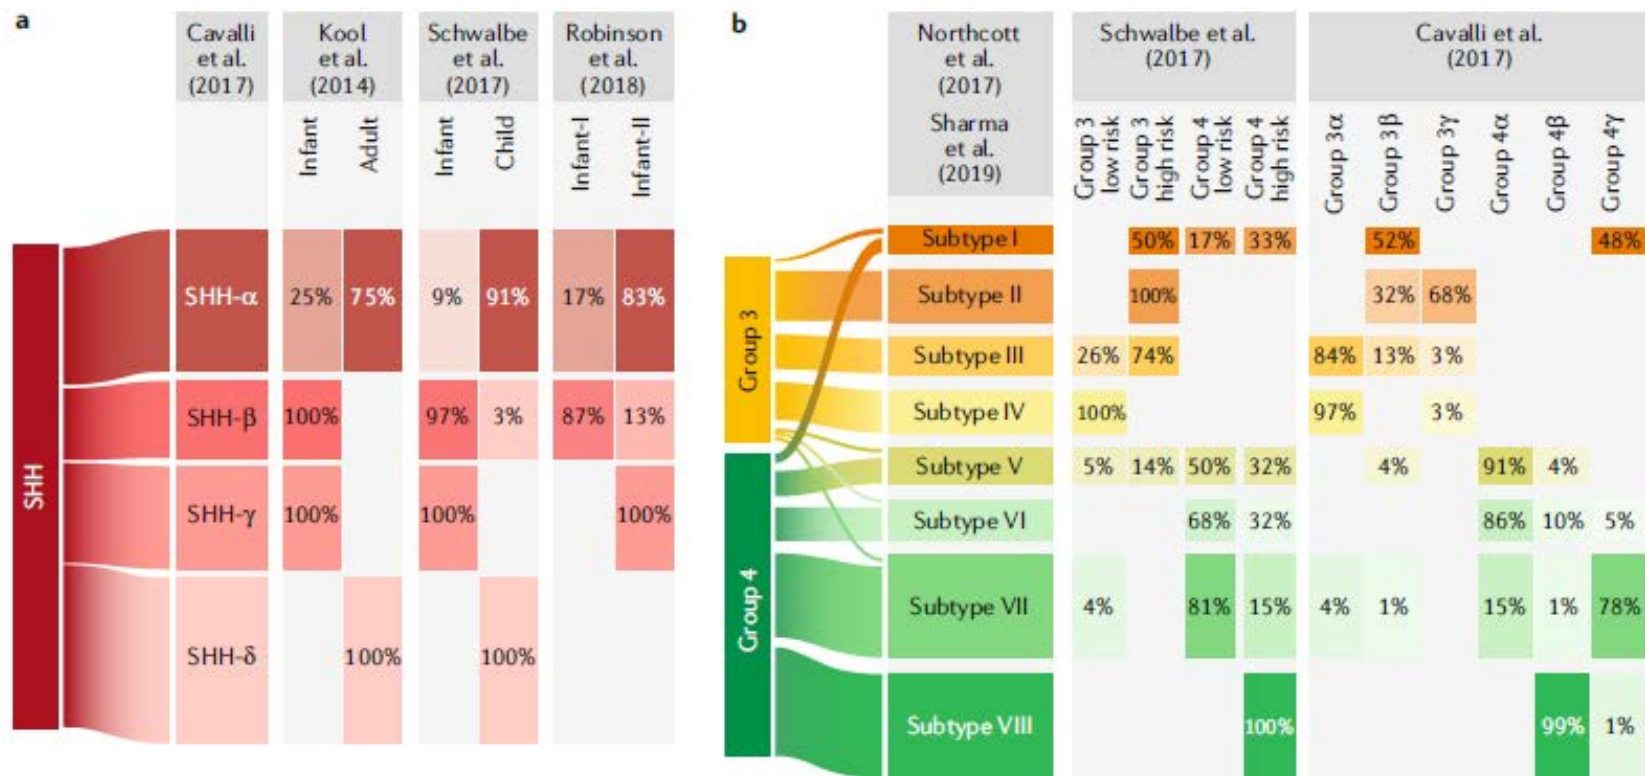 a
Cavalli
et al.
(2017)
Kool
et al.
(2014)
Schwalbe
et al.
(2017)
Robinson
et al.
(2018)
Infant
Adult
Infant
Child
Infant-I
Infant-II
SHH
SHH-α
25%
75%
9%
91%
17%
83%
SHH-β
100%
97%
3%
87%
13%
SHH-γ
100%
100%
100%
SHH-δ
100%
100%
b
Northcott
et al.
(2017)
Sharma
et al.
(2019)
Schwalbe et al.
(2017)
Cavalli et al.
(2017)
Group 3
low risk
Group 3
high risk
Group 4
low risk
Group 4
high risk
Group 3α
Group 3β
Group 3γ
Group 4α
Group 4β
Group 4γ
Group 3
Group 4
Subtype I
50%
17%
33%
52%
48%
Subtype II
100%
32%
68%
Subtype III
26%
74%
84%
13%
3%
Subtype IV
100%
97%
3%
Subtype V
5%
14%
50%
32%
4%
91%
4%
Subtype VI
68%
32%
86%
10%
5%
Subtype VII
4%
81%
15%
4%
1%
15%
1%
78%
Subtype VIII
100%
99%
1%